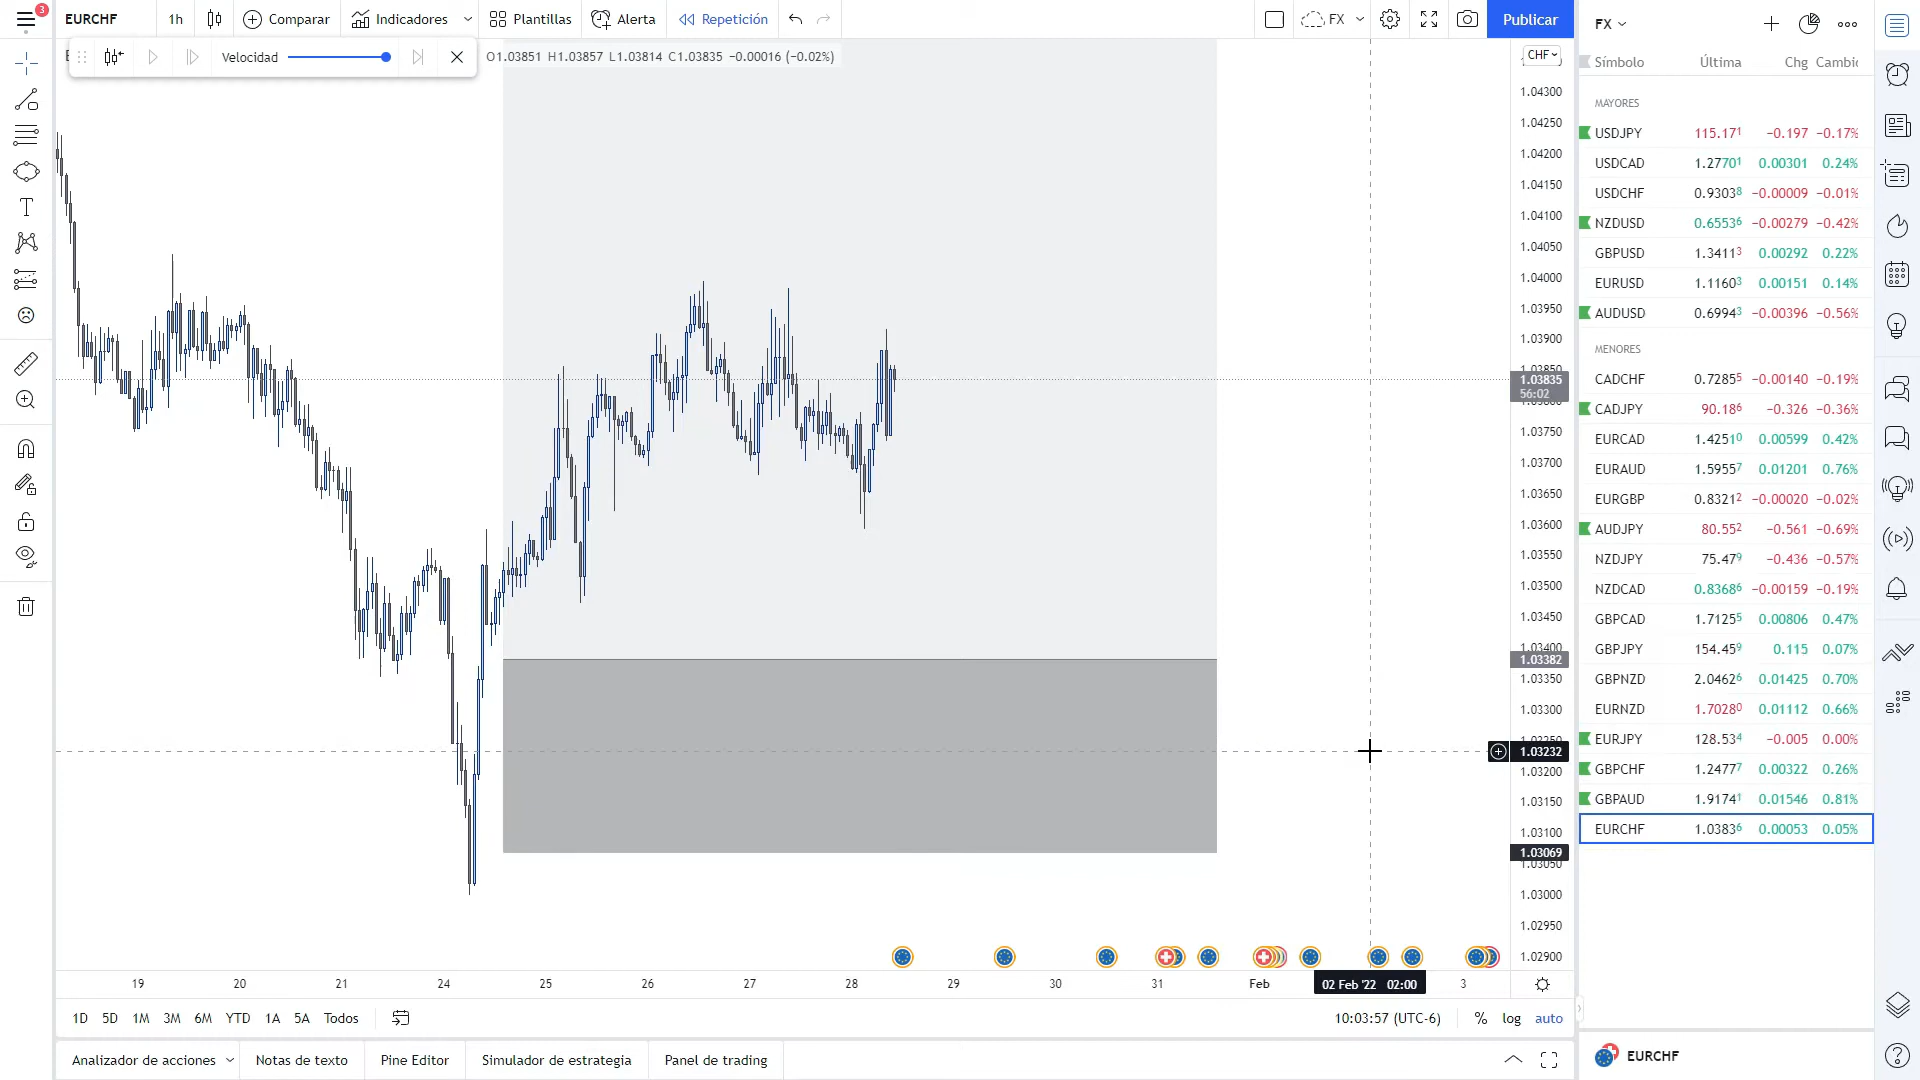 3
EURCHF 1h Comparar Indicadores Plantillas Alerta Repetición FX Publicar
Velocidad
O1.03851 H1.03857 L1.03814 C1.03835 −0.00016 (−0.02%)
CHF
1.04300
1.04250
1.04200
1.04150
1.04100
1.04050
1.04000
1.03950
1.03900
1.03850
1.03835
56:02
1.03750
1.03700
1.03650
1.03600
1.03550
1.03500
1.03450
1.03400
1.03382
1.03350
1.03300
1.03232
1.03200
1.03150
1.03100
1.03069
1.03050
1.03000
1.02950
1.02900
19 20 21 24 25 26 27 28 29 30 31 Feb 02 Feb '22 02:00 3
1D 5D 1M 3M 6M YTD 1A 5A Todos
10:03:57 (UTC-6) % log auto
Analizador de acciones Notas de texto Pine Editor Simulador de estrategia Panel de trading
FX
Símbolo Última Chg Cambio
MAYORES
USDJPY 115.171 −0.197 −0.17%
USDCAD 1.27701 0.00301 0.24%
USDCHF 0.93038 −0.00009 −0.01%
NZDUSD 0.65536 −0.00279 −0.42%
GBPUSD 1.34113 0.00292 0.22%
EURUSD 1.11603 0.00151 0.14%
AUDUSD 0.69943 −0.00396 −0.56%
MENORES
CADCHF 0.72855 −0.00140 −0.19%
CADJPY 90.186 −0.326 −0.36%
EURCAD 1.42510 0.00599 0.42%
EURAUD 1.59557 0.01201 0.76%
EURGBP 0.83212 −0.00020 −0.02%
AUDJPY 80.552 −0.561 −0.69%
NZDJPY 75.479 −0.436 −0.57%
NZDCAD 0.83686 −0.00159 −0.19%
GBPCAD 1.71255 0.00806 0.47%
GBPJPY 154.459 0.115 0.07%
GBPNZD 2.04626 0.01425 0.70%
EURNZD 1.70280 0.01112 0.66%
EURJPY 128.534 −0.005 0.00%
GBPCHF 1.24777 0.00322 0.26%
GBPAUD 1.91741 0.01546 0.81%
EURCHF 1.03836 0.00053 0.05%
EURCHF